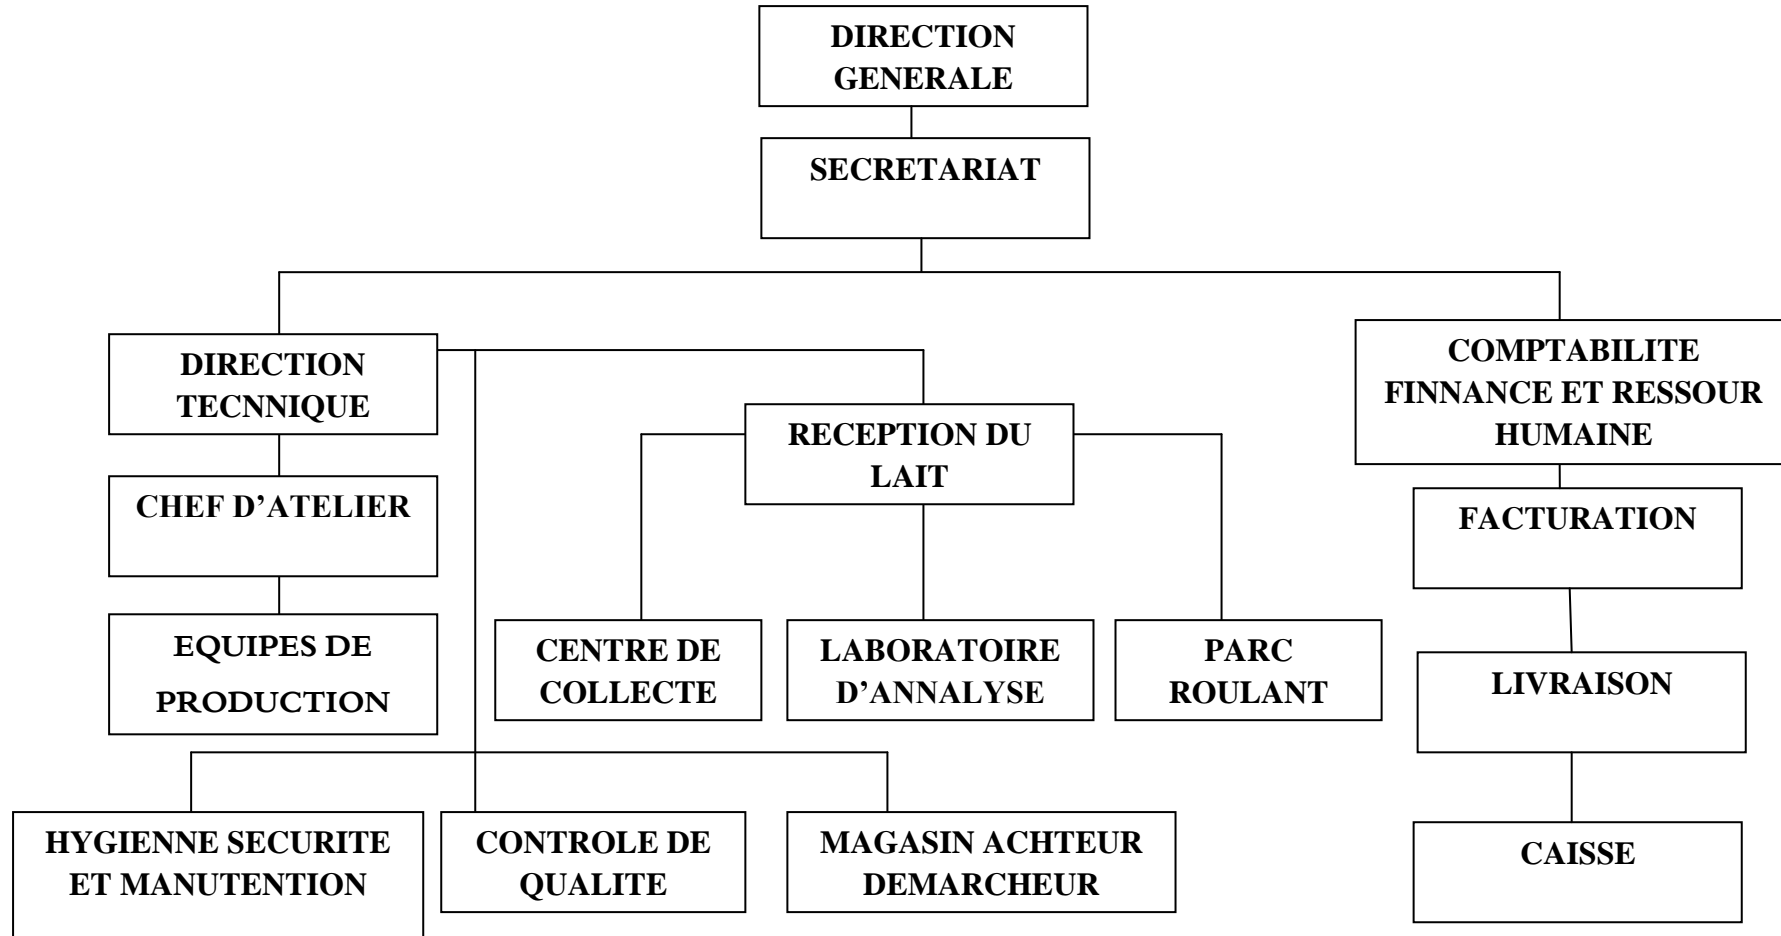 DIRECTION
GENERALE
SECRETARIAT
DIRECTION
TECNNIQUE
COMPTABILITE
FINNANCE ET RESSOUR
HUMAINE
RECEPTION DU
LAIT
CHEF D’ATELIER
FACTURATION
EQUIPES DE
PRODUCTION
CENTRE DE
COLLECTE
LABORATOIRE
D’ANNALYSE
PARC
ROULANT
LIVRAISON
HYGIENNE SECURITE
ET MANUTENTION
CONTROLE DE
QUALITE
MAGASIN ACHTEUR
DEMARCHEUR
CAISSE